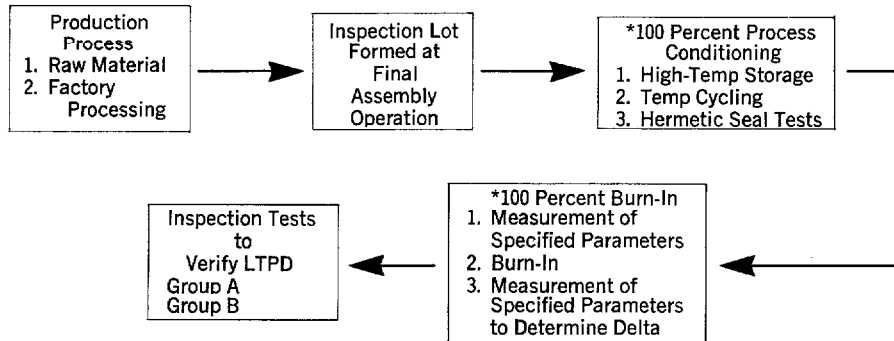 Production
Process
1. Raw Material
2. Factory
Processing
Inspection Lot
Formed at
Final
Assembly
Operation
*100 Percent Process
Conditioning
1. High-Temp Storage
2. Temp Cycling
3. Hermetic Seal Tests
*100 Percent Burn-In
1. Measurement of
Specified Parameters
2. Burn-In
3. Measurement of
Specified Parameters
to Determine Delta
Inspection Tests
to
Verify LTPD
Group A
Group B